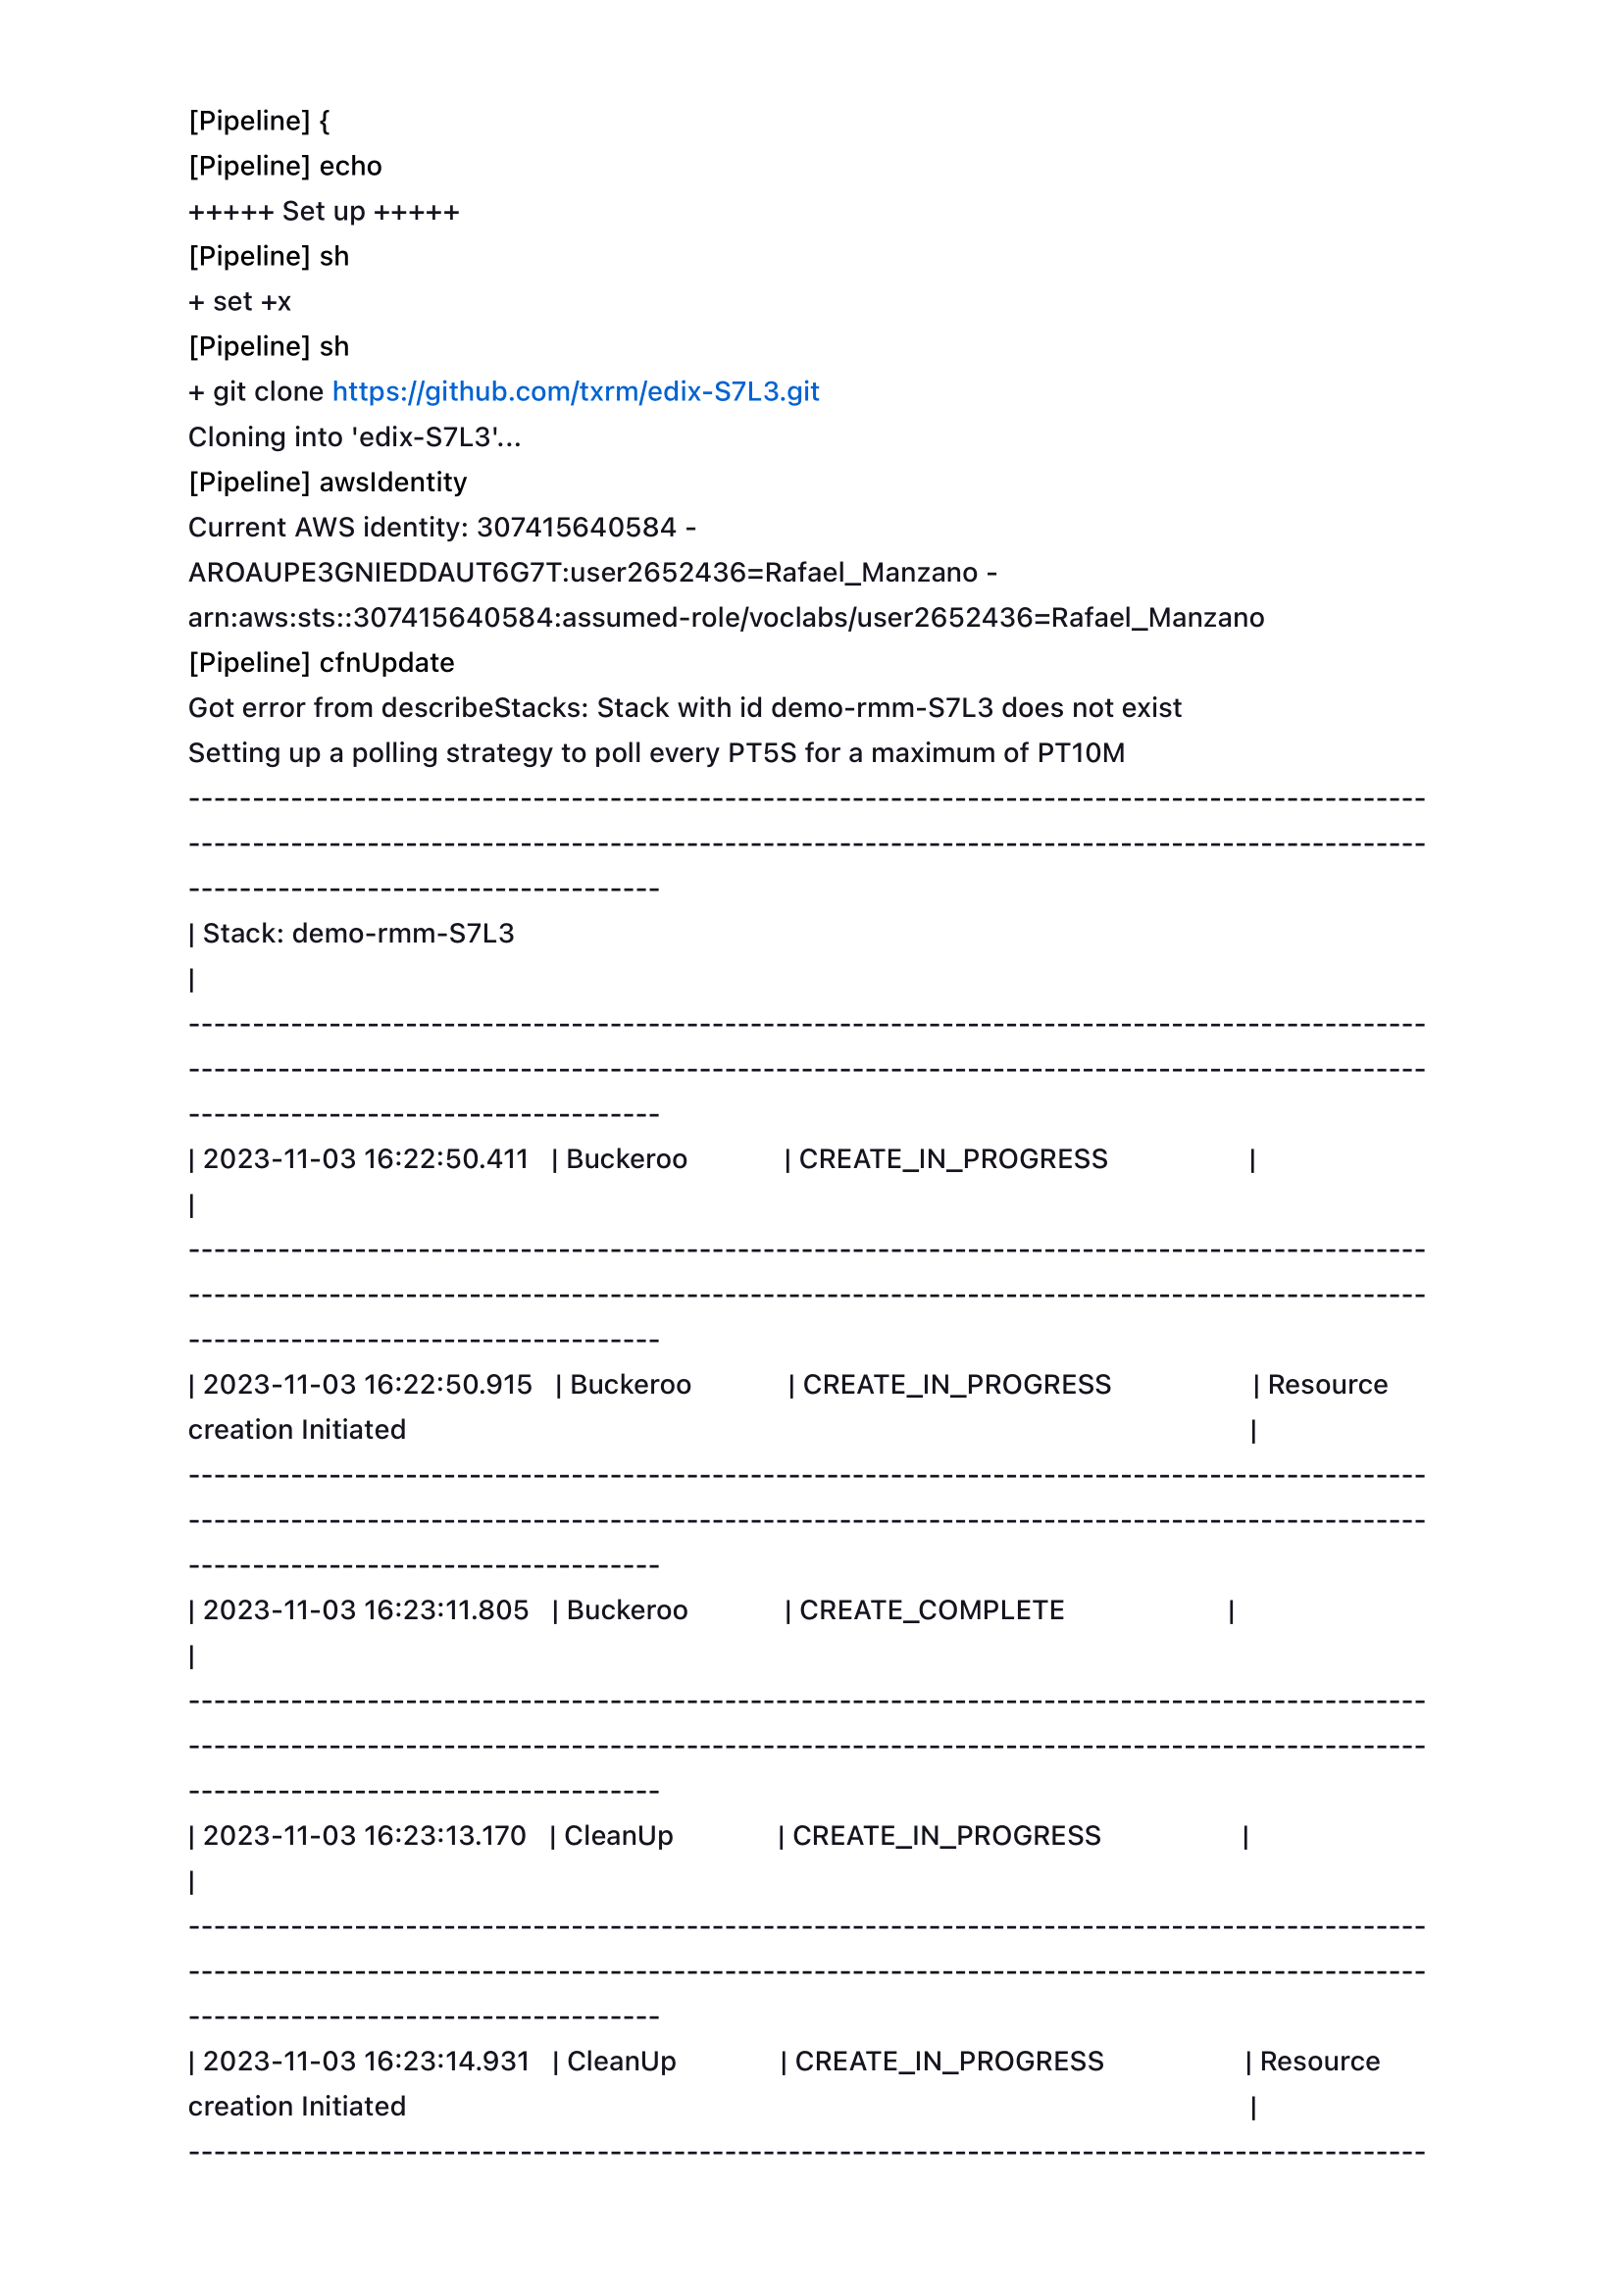 [Pipeline] {
[Pipeline] echo
+++++ Set up +++++
[Pipeline] sh
+ set +x
[Pipeline] sh
+ git clone https://github.com/txrm/edix-S7L3.git
Cloning into 'edix-S7L3'...
[Pipeline] awsIdentity
Current AWS identity: 307415640584 -
AROAUPE3GNIEDDAUT6G7T:user2652436=Rafael_Manzano -
arn:aws:sts::307415640584:assumed-role/voclabs/user2652436=Rafael_Manzano
[Pipeline] cfnUpdate
Got error from describeStacks: Stack with id demo-rmm-S7L3 does not exist
Setting up a polling strategy to poll every PT5S for a maximum of PT10M
------------------------------------------------------------------------------------------------
------------------------------------------------------------------------------------------------
------------------------------------
| Stack: demo-rmm-S7L3
|
------------------------------------------------------------------------------------------------
------------------------------------------------------------------------------------------------
------------------------------------
| 2023-11-03 16:22:50.411 | Buckeroo | CREATE_IN_PROGRESS |
|
------------------------------------------------------------------------------------------------
------------------------------------------------------------------------------------------------
------------------------------------
| 2023-11-03 16:22:50.915 | Buckeroo | CREATE_IN_PROGRESS | Resource
creation Initiated |
------------------------------------------------------------------------------------------------
------------------------------------------------------------------------------------------------
------------------------------------
| 2023-11-03 16:23:11.805 | Buckeroo | CREATE_COMPLETE |
|
------------------------------------------------------------------------------------------------
------------------------------------------------------------------------------------------------
------------------------------------
| 2023-11-03 16:23:13.170 | CleanUp | CREATE_IN_PROGRESS |
|
------------------------------------------------------------------------------------------------
------------------------------------------------------------------------------------------------
------------------------------------
| 2023-11-03 16:23:14.931 | CleanUp | CREATE_IN_PROGRESS | Resource
creation Initiated |
------------------------------------------------------------------------------------------------